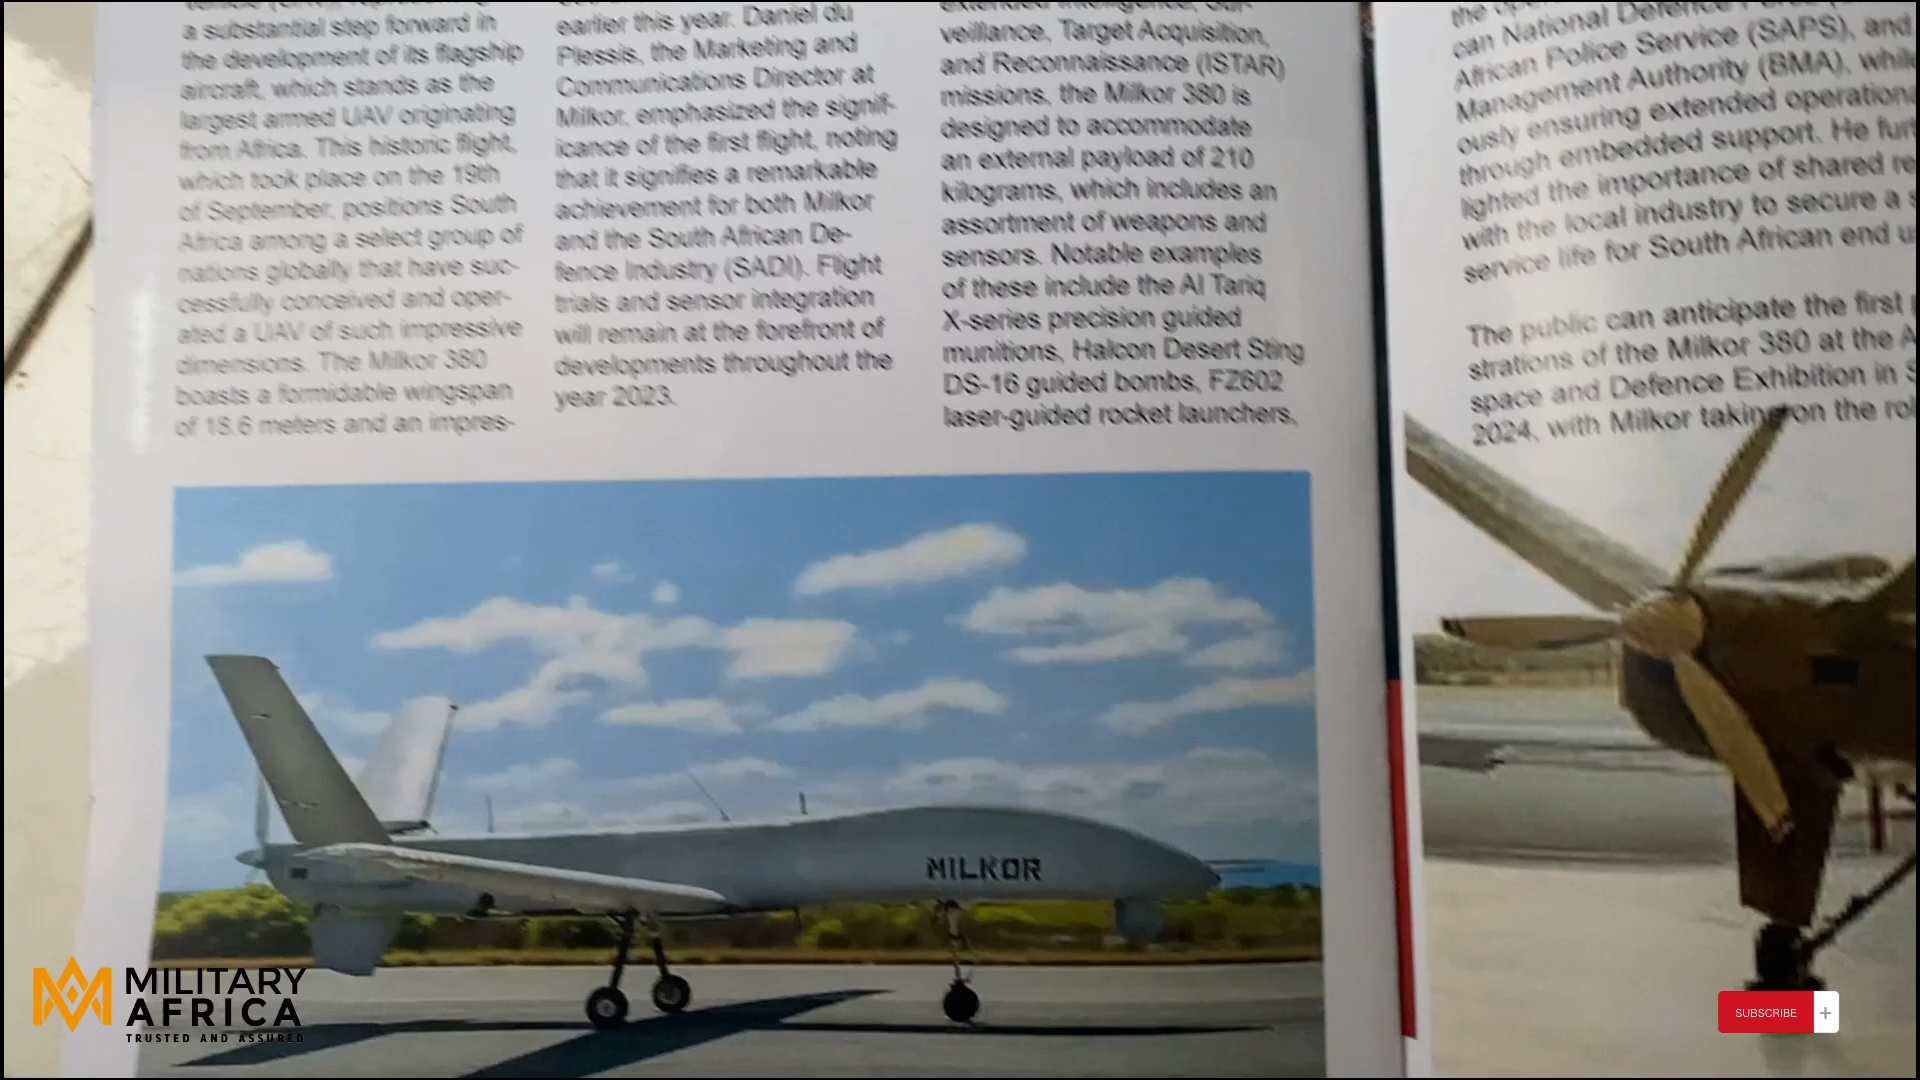 a substantial step forward in
the development of its flagship
aircraft, which stands as the
largest armed UAV originating
from Africa. This historic flight,
which took place on the 19th
of September, positions South
Africa among a select group of
nations globally that have suc-
cessfully conceived and oper-
ated a UAV of such impressive
dimensions. The Milkor 380
boasts a formidable wingspan
of 18.6 meters and an impres-
earlier this year. Daniel du
Plessis, the Marketing and
Communications Director at
Milkor, emphasized the signif-
icance of the first flight, noting
that it signifies a remarkable
achievement for both Milkor
and the South African De-
fence Industry (SADI). Flight
trials and sensor integration
will remain at the forefront of
developments throughout the
year 2023.
veillance, Target Acquisition,
and Reconnaissance (ISTAR)
missions, the Milkor 380 is
designed to accommodate
an external payload of 210
kilograms, which includes an
assortment of weapons and
sensors. Notable examples
of these include the Al Tariq
X-series precision guided
munitions, Halcon Desert Sting
DS-16 guided bombs, FZ602
laser-guided rocket launchers,
can National Defence
African Police Service (SAPS), and
Management Authority (BMA), while
ously ensuring extended operation
through embedded support. He
lighted the importance of shared
with the local industry to secure a
service life for South African end
The public can anticipate the first
strations of the Milkor 380 at the
space and Defence Exhibition in
2024, with Milkor taking on the
MILKOR
MILITARY
AFRICA
TRUSTED AND ASSURED
SUBSCRIBE